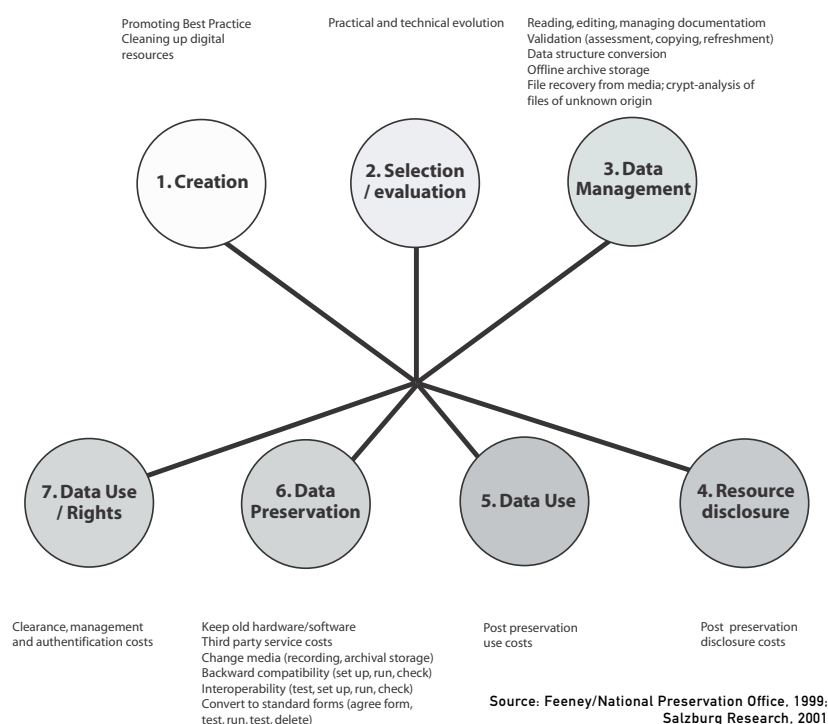 Promoting Best Practice
Cleaning up digital
resources
Practical and technical evolution
Reading, editing, managing documentatiom
Validation (assessment, copying, refreshment)
Data structure conversion
Offline archive storage
File recovery from media; crypt-analysis of
files of unknown origin
1. Creation
2. Selection
/ evaluation
3. Data
Management
7. Data Use
/ Rights
6. Data
Preservation
5. Data Use
4. Resource
disclosure
Clearance, management
and authentification costs
Keep old hardware/software
Third party service costs
Change media (recording, archival storage)
Backward compatibility (set up, run, check)
Interoperability (test, set up, run, check)
Convert to standard forms (agree form,
test, run, test, delete)
Post preservation
use costs
Post preservation
disclosure costs
Source: Feeney/National Preservation Office, 1999;
Salzburg Research, 2001